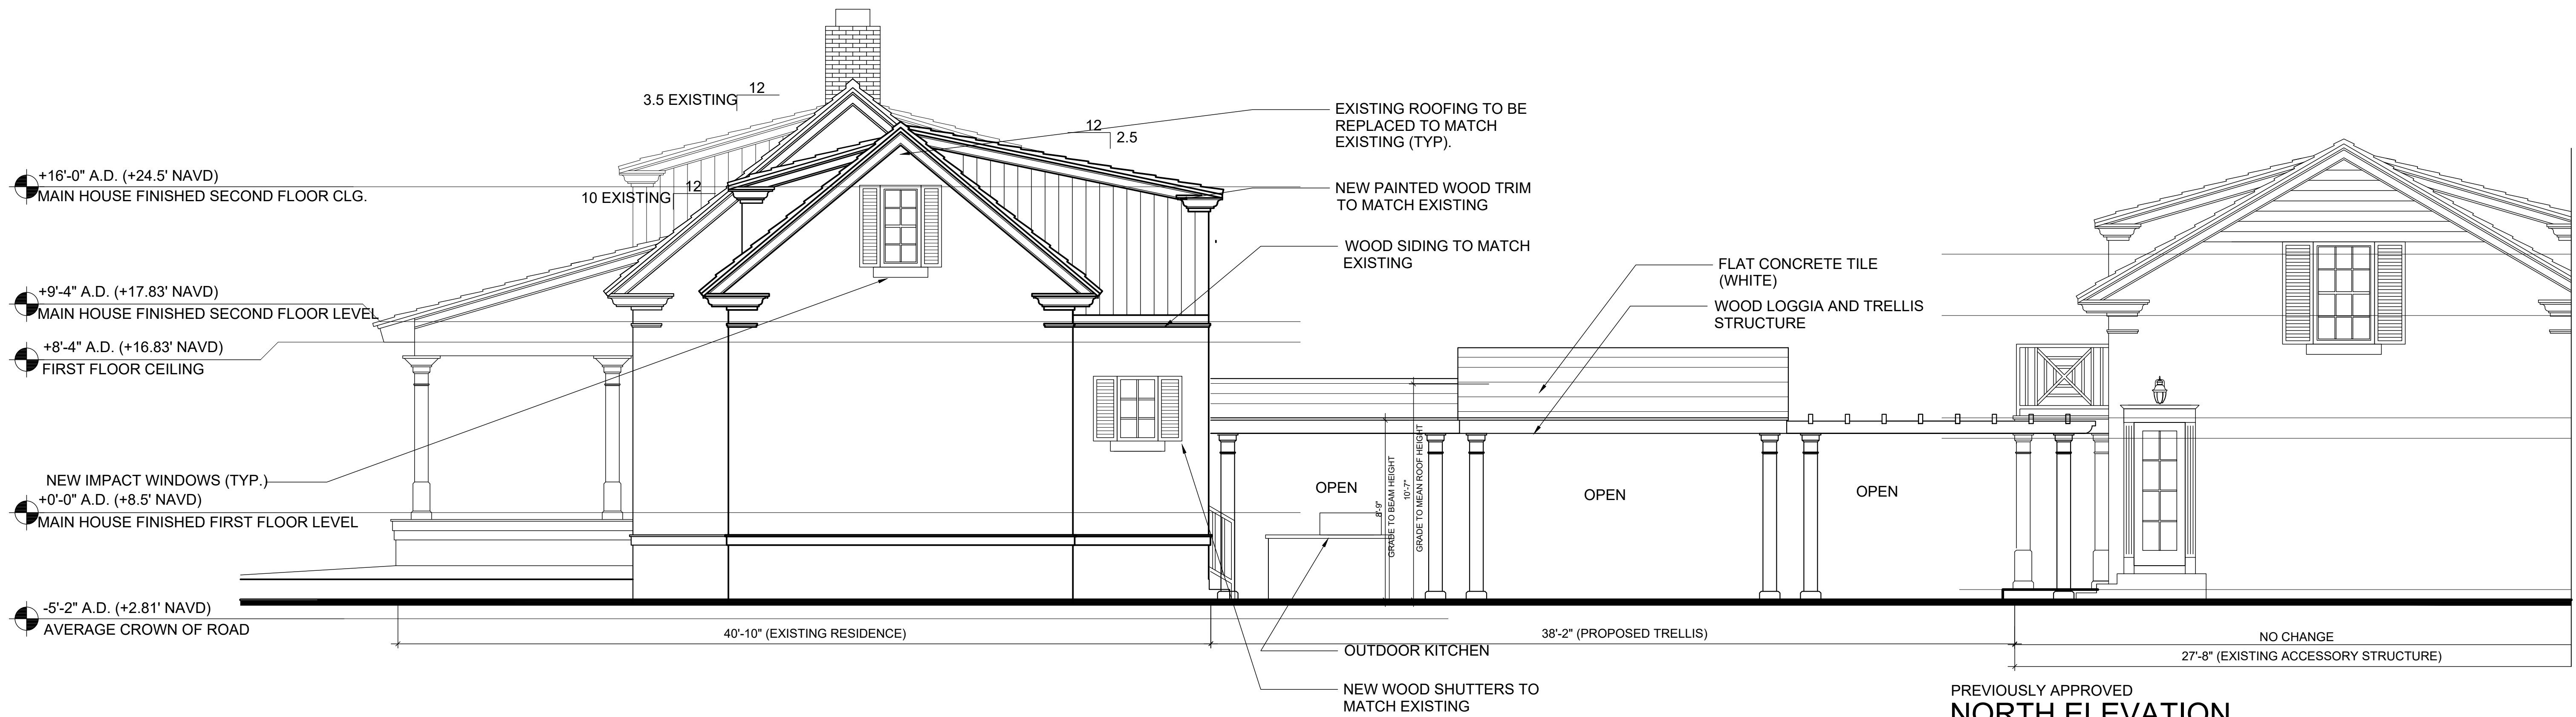 12
3.5 EXISTING
12
2.5
12
10 EXISTING
EXISTING ROOFING TO BE
REPLACED TO MATCH
EXISTING (TYP).
NEW PAINTED WOOD TRIM
TO MATCH EXISTING
WOOD SIDING TO MATCH
EXISTING
FLAT CONCRETE TILE
(WHITE)
WOOD LOGGIA AND TRELLIS
STRUCTURE
+16'-0" A.D. (+24.5' NAVD)
MAIN HOUSE FINISHED SECOND FLOOR CLG.
+9'-4" A.D. (+17.83' NAVD)
MAIN HOUSE FINISHED SECOND FLOOR LEVEL
+8'-4" A.D. (+16.83' NAVD)
FIRST FLOOR CEILING
NEW IMPACT WINDOWS (TYP.)
+0'-0" A.D. (+8.5' NAVD)
MAIN HOUSE FINISHED FIRST FLOOR LEVEL
-5'-2" A.D. (+2.81' NAVD)
AVERAGE CROWN OF ROAD
OPEN
8'-9"
GRADE TO BEAM HEIGHT
10'-7"
GRADE TO MEAN ROOF HEIGHT
OPEN
OPEN
40'-10" (EXISTING RESIDENCE)
38'-2" (PROPOSED TRELLIS)
NO CHANGE
27'-8" (EXISTING ACCESSORY STRUCTURE)
OUTDOOR KITCHEN
NEW WOOD SHUTTERS TO
MATCH EXISTING
PREVIOUSLY APPROVED
NORTH ELEVATION